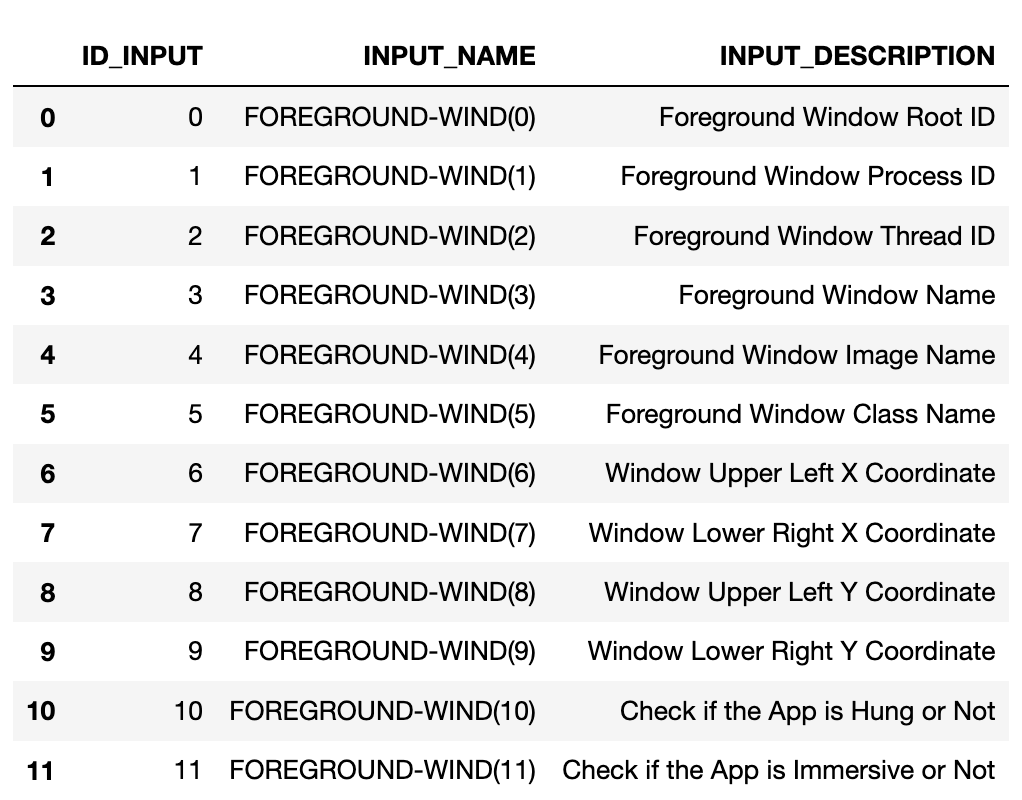 ID_INPUT INPUT_NAME INPUT_DESCRIPTION
0 0 FOREGROUND-WIND(0) Foreground Window Root ID
1 1 FOREGROUND-WIND(1) Foreground Window Process ID
2 2 FOREGROUND-WIND(2) Foreground Window Thread ID
3 3 FOREGROUND-WIND(3) Foreground Window Name
4 4 FOREGROUND-WIND(4) Foreground Window Image Name
5 5 FOREGROUND-WIND(5) Foreground Window Class Name
6 6 FOREGROUND-WIND(6) Window Upper Left X Coordinate
7 7 FOREGROUND-WIND(7) Window Lower Right X Coordinate
8 8 FOREGROUND-WIND(8) Window Upper Left Y Coordinate
9 9 FOREGROUND-WIND(9) Window Lower Right Y Coordinate
10 10 FOREGROUND-WIND(10) Check if the App is Hung or Not
11 11 FOREGROUND-WIND(11) Check if the App is Immersive or Not